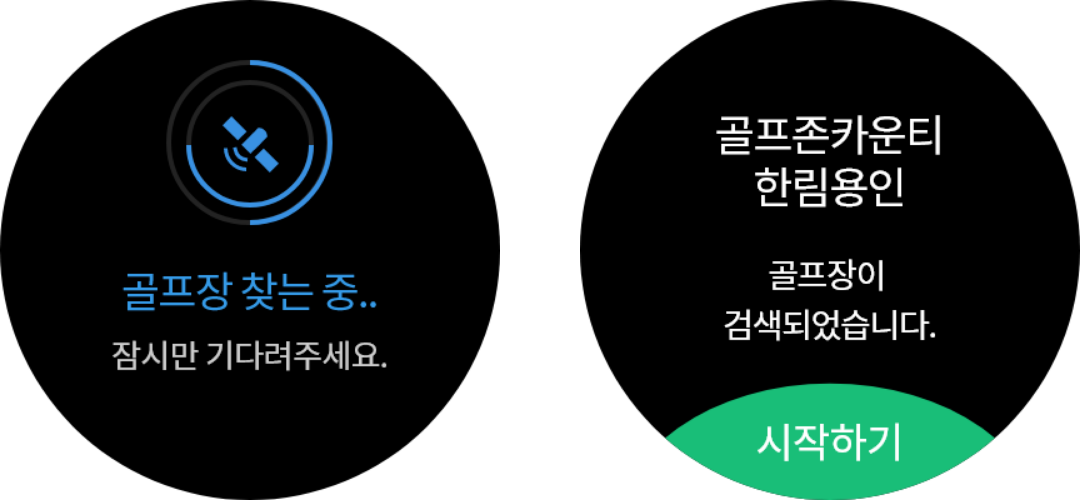 골프장 찾는 중..
잠시만 기다려주세요.
골프존카운티
한림용인
골프장이
검색되었습니다.
시작하기